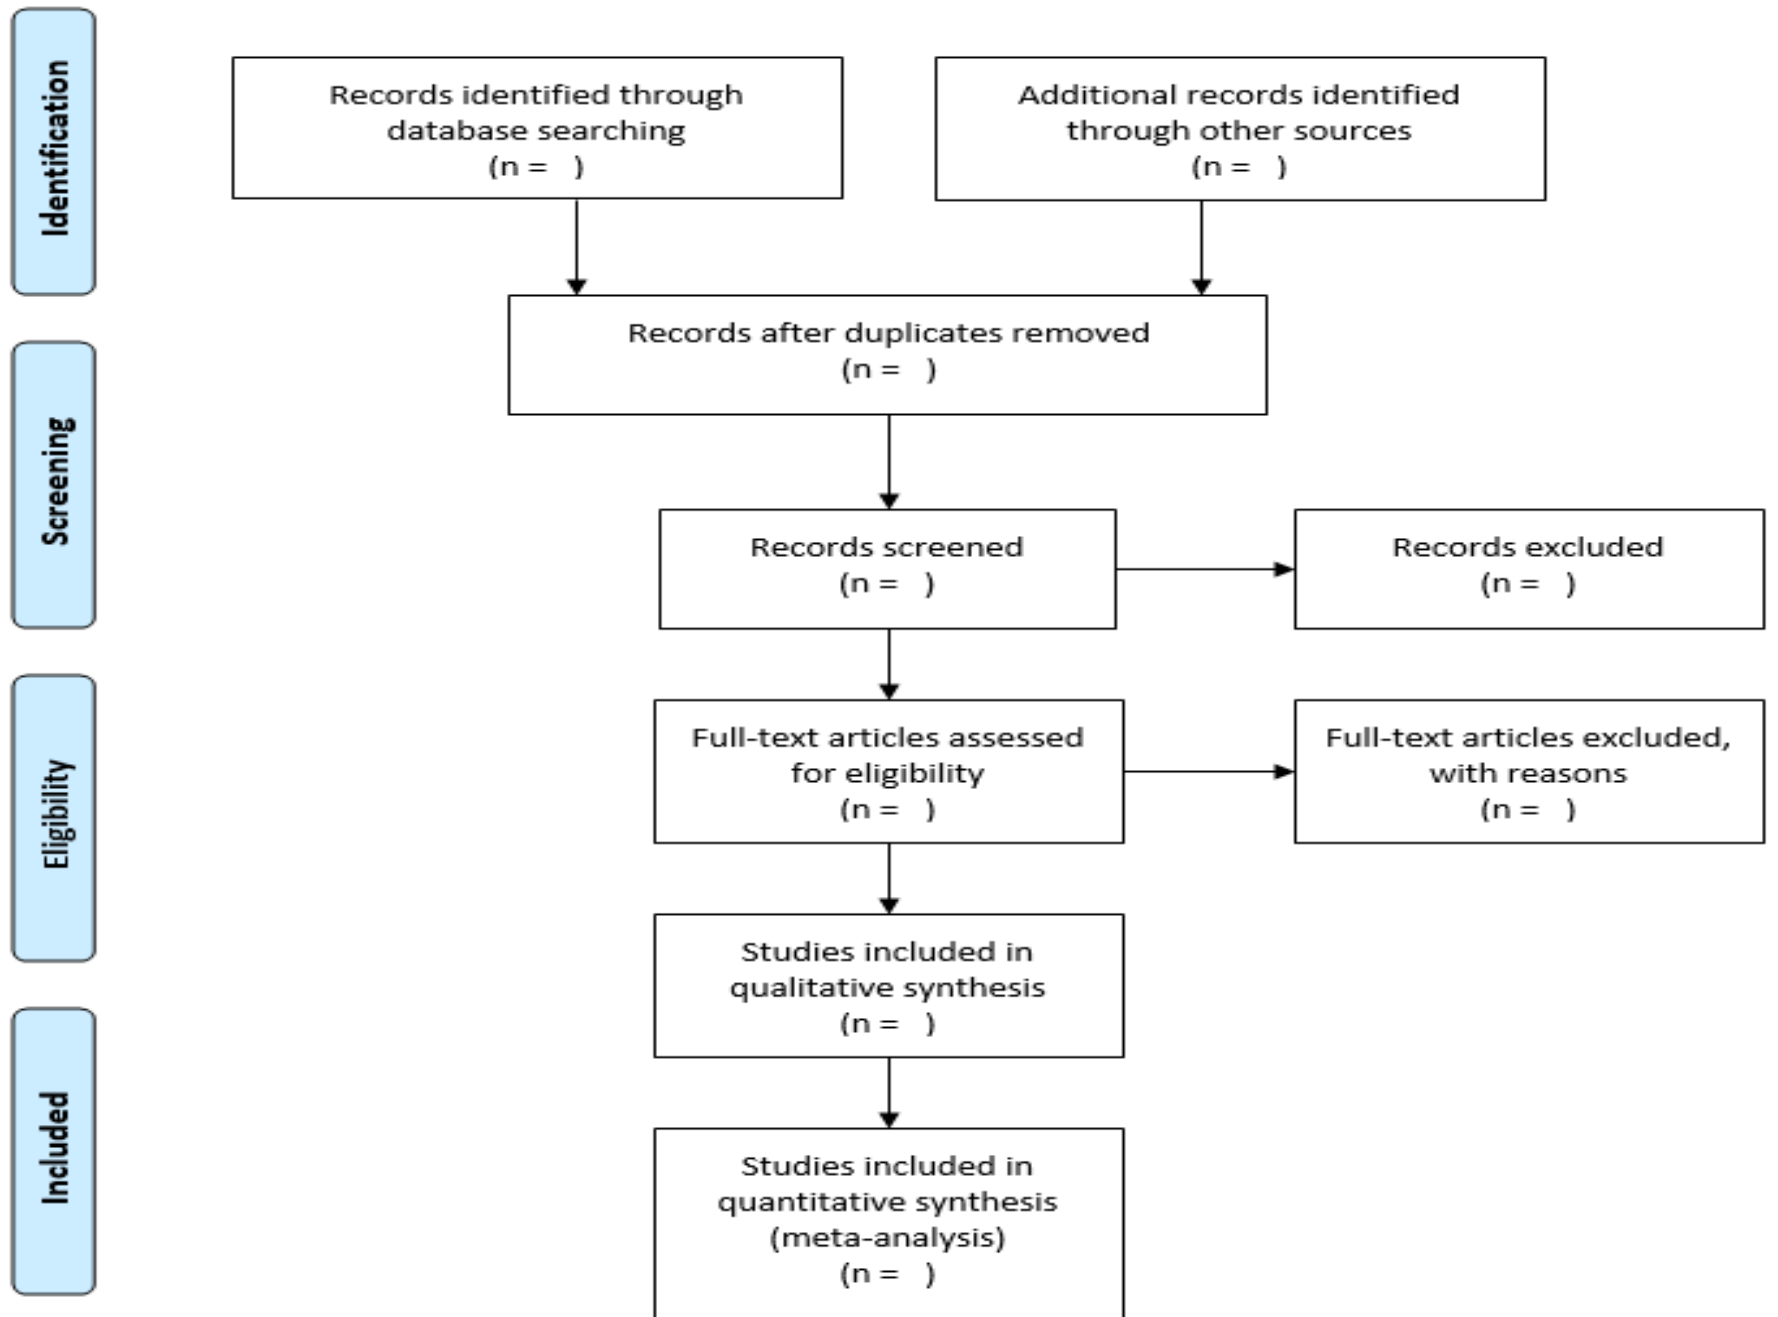 Identification
Records identified through
database searching
(n =   )
Additional records identified
through other sources
(n =   )
Records after duplicates removed
(n =   )
Screening
Records screened
(n =   )
Records excluded
(n =   )
Eligibility
Full-text articles assessed
for eligibility
(n =   )
Full-text articles excluded,
with reasons
(n =   )
Studies included in
qualitative synthesis
(n =   )
Included
Studies included in
quantitative synthesis
(meta-analysis)
(n =   )